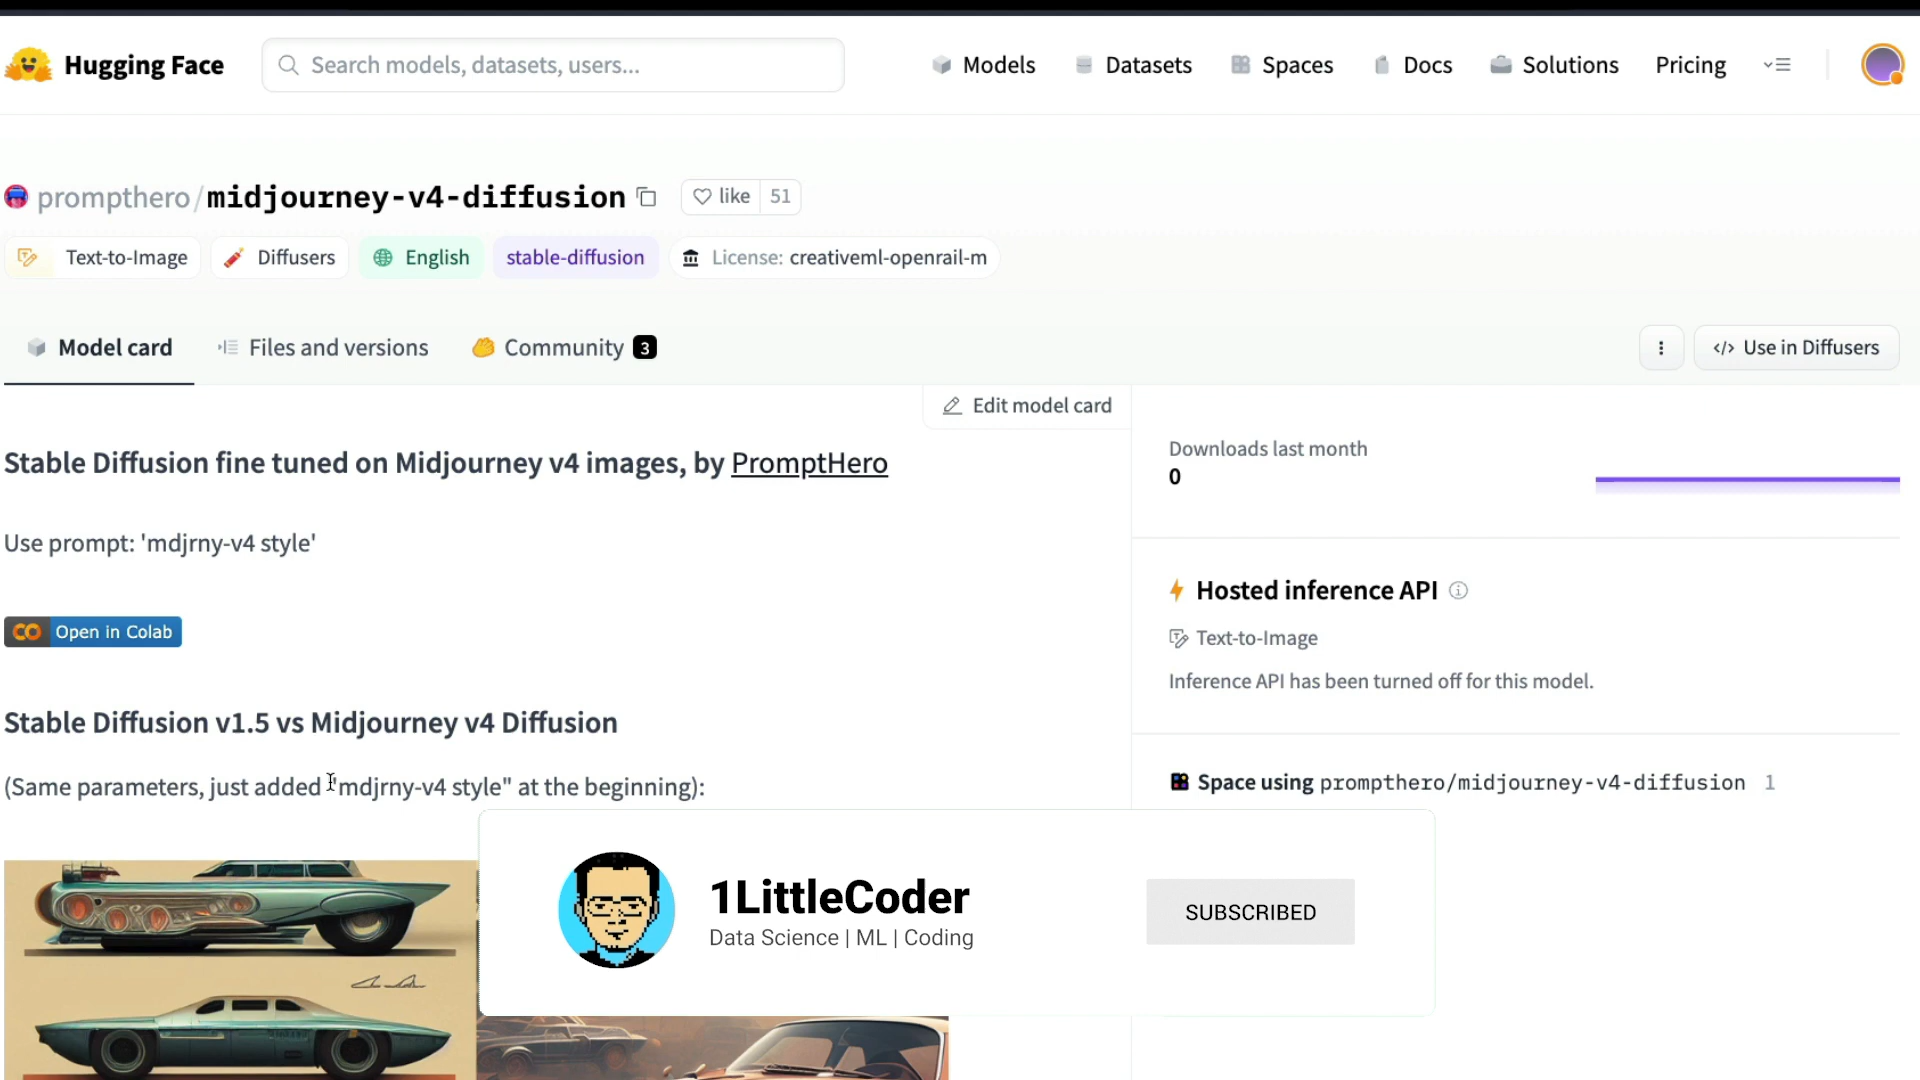 Hugging Face
Search models, datasets, users...
Models
Datasets
Spaces
Docs
Solutions
Pricing
prompthero/midjourney-v4-diffusion
like 51
Text-to-Image
Diffusers
English
stable-diffusion
License: creativeml-openrail-m
Model card
Files and versions
Community 3
</> Use in Diffusers
Edit model card
Stable Diffusion fine tuned on Midjourney v4 images, by PromptHero
Use prompt: 'mdjrny-v4 style'
Open in Colab
Stable Diffusion v1.5 vs Midjourney v4 Diffusion
(Same parameters, just added "mdjrny-v4 style" at the beginning):
Downloads last month
0
Hosted inference API
Text-to-Image
Inference API has been turned off for this model.
Space using prompthero/midjourney-v4-diffusion 1
1LittleCoder
Data Science | ML | Coding
SUBSCRIBED